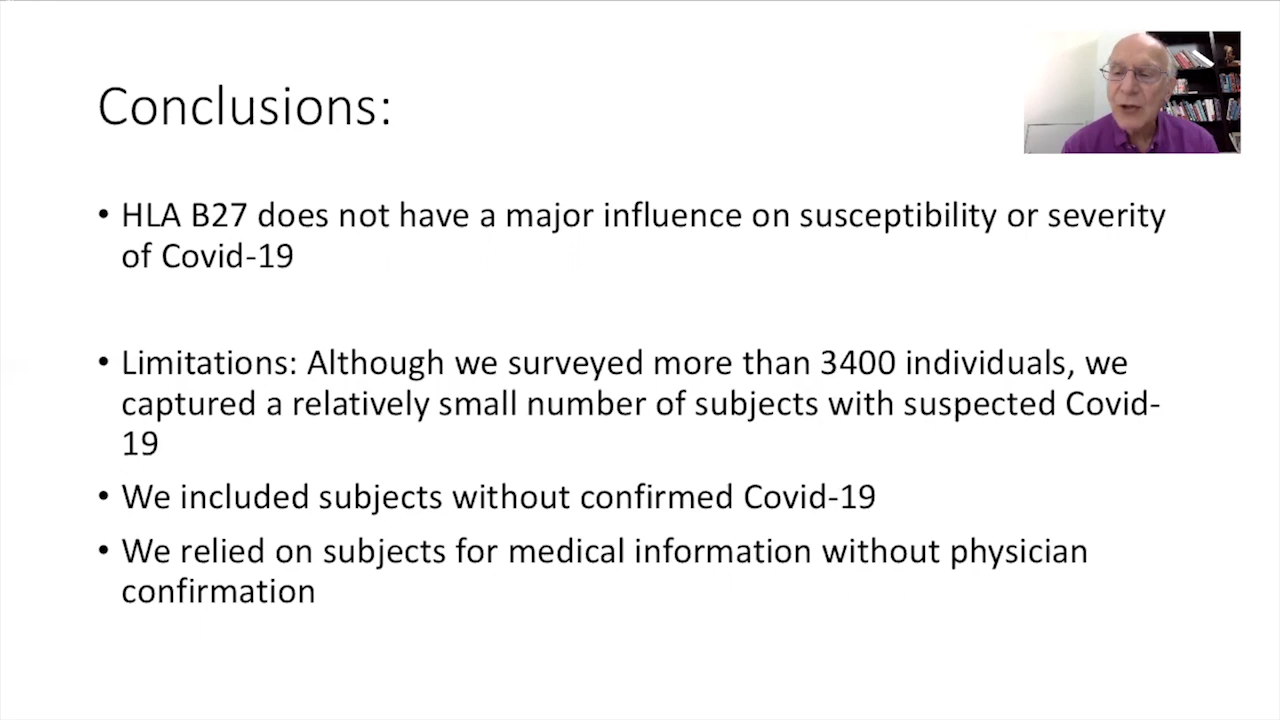 Conclusions:
• HLA B27 does not have a major influence on susceptibility or severity
of Covid-19
• Limitations: Although we surveyed more than 3400 individuals, we
captured a relatively small number of subjects with suspected Covid-
19
• We included subjects without confirmed Covid-19
• We relied on subjects for medical information without physician
confirmation